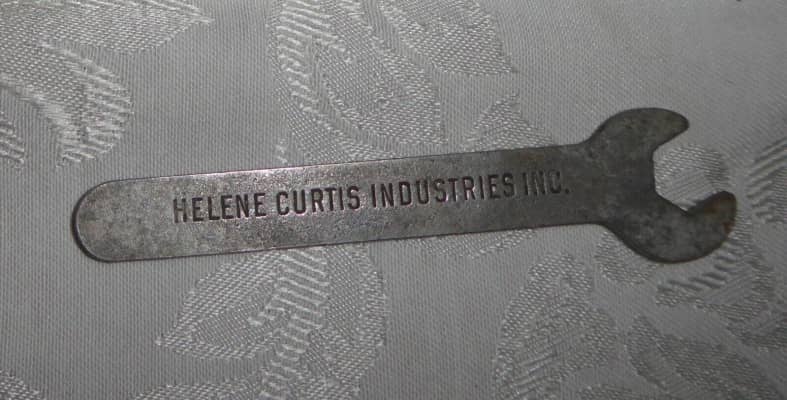 HELENE CURTIS INDUSTRIES INC.